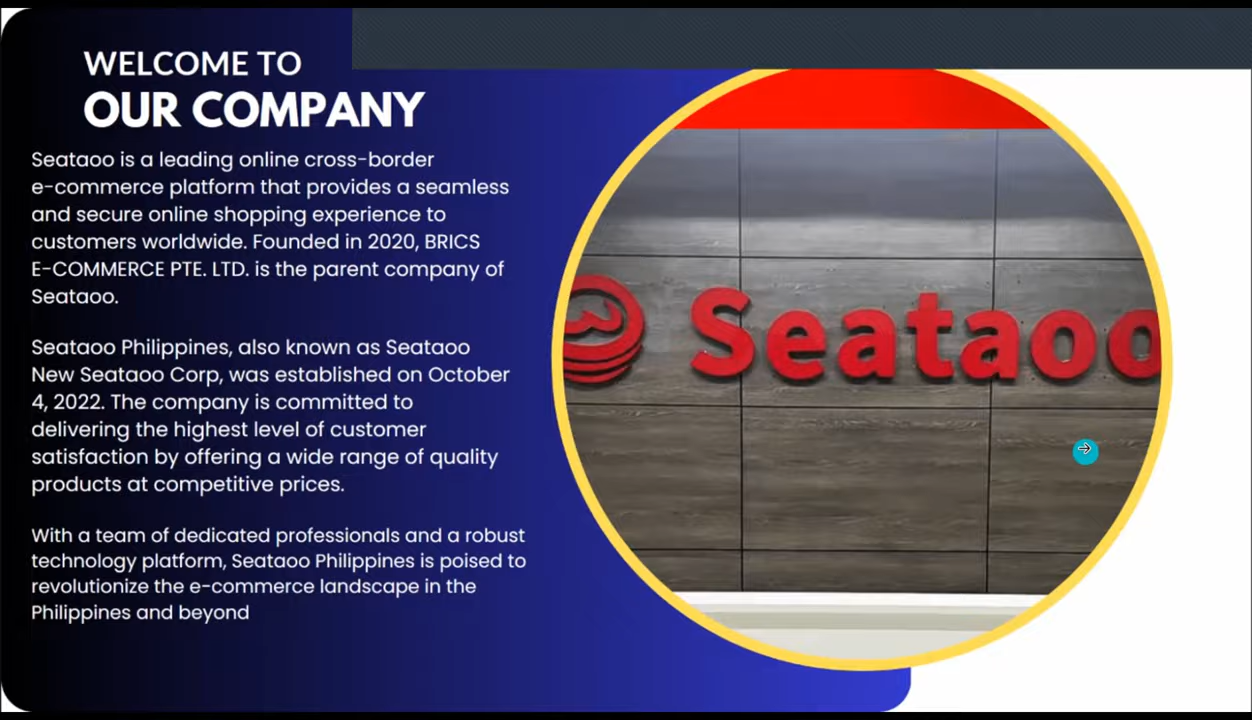 WELCOME TO
OUR COMPANY
Seataoo is a leading online cross-border
e-commerce platform that provides a seamless
and secure online shopping experience to
customers worldwide. Founded in 2020, BRICS
E-COMMERCE PTE. LTD. is the parent company of
Seataoo.
Seataoo Philippines, also known as Seataoo
New Seataoo Corp, was established on October
4, 2022. The company is committed to
delivering the highest level of customer
satisfaction by offering a wide range of quality
products at competitive prices.
With a team of dedicated professionals and a robust
technology platform, Seataoo Philippines is poised to
revolutionize the e-commerce landscape in the
Philippines and beyond
Seataoo